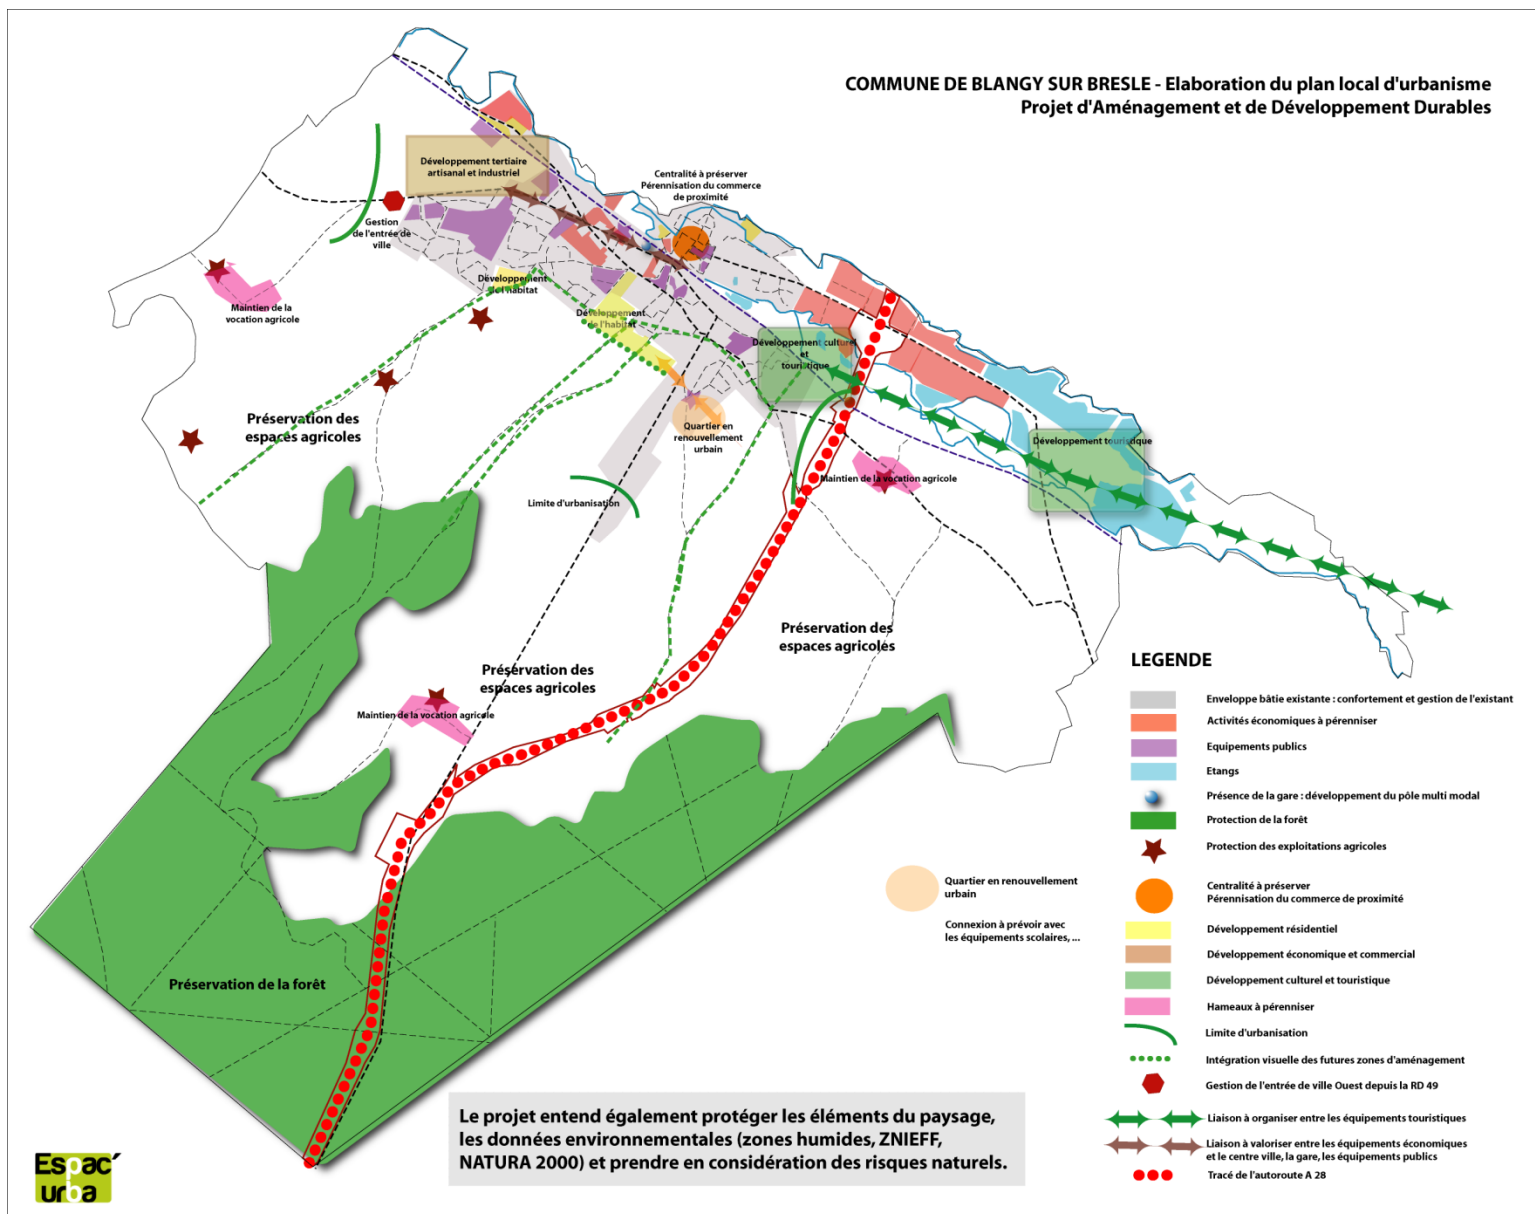 COMMUNE DE BLANGY SUR BRESLE - Elaboration du plan local d'urbanisme
Projet d'Aménagement et de Développement Durables
Développement tertiaire
artisanal et industriel
Centralité à préserver
Pérennisation du commerce
de proximité
Gestion
de l'entrée de
ville
Développement
de l'habitat
Maintien de la
vocation agricole
Développement
de l'habitat
Développement culturel
et
touristique
Préservation des
espaces agricoles
Quartier en
renouvellement
urbain
Développement touristique
Limite d'urbanisation
Maintien de la vocation agricole
Préservation des
espaces agricoles
Préservation des
espaces agricoles
Maintien de la vocation agricole
Préservation de la forêt
Quartier en renouvellement
urbain
Connexion à prévoir avec
les équipements scolaires, ...
LEGENDE
Enveloppe bâtie existante : confortement et gestion de l'existant
Activités économiques à pérenniser
Equipements publics
Etangs
Présence de la gare : développement du pôle multi modal
Protection de la forêt
Protection des exploitations agricoles
Centralité à préserver
Pérennisation du commerce de proximité
Développement résidentiel
Développement économique et commercial
Développement culturel et touristique
Hameaux à pérenniser
Limite d'urbanisation
Intégration visuelle des futures zones d'aménagement
Gestion de l'entrée de ville Ouest depuis la RD 49
Liaison à organiser entre les équipements touristiques
Liaison à valoriser entre les équipements économiques
et le centre ville, la gare, les équipements publics
Tracé de l'autoroute A 28
Le projet entend également protéger les éléments du paysage,
les données environnementales (zones humides, ZNIEFF,
NATURA 2000) et prendre en considération des risques naturels.
Espac'
urba